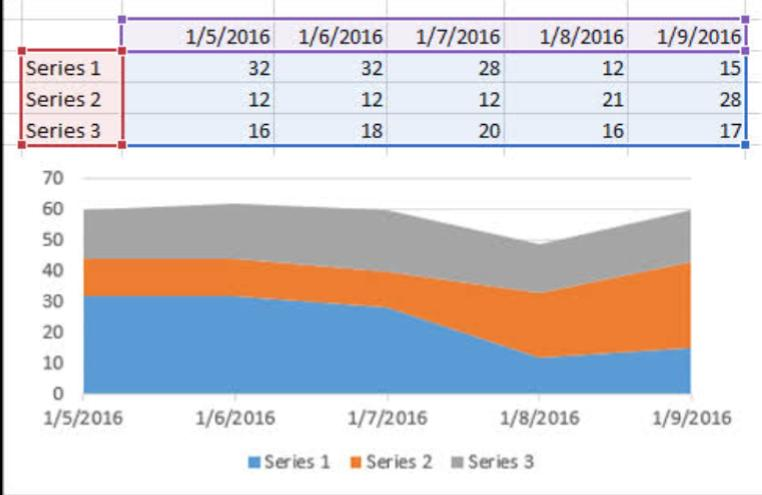 1/5/2016 1/6/2016 1/7/2016 1/8/2016 1/9/2016
Series 1 32 32 28 12 15
Series 2 12 12 12 21 28
Series 3 16 18 20 16 17
70
60
50
40
30
20
10
0
1/5/2016 1/6/2016 1/7/2016 1/8/2016 1/9/2016
Series 1 Series 2 Series 3